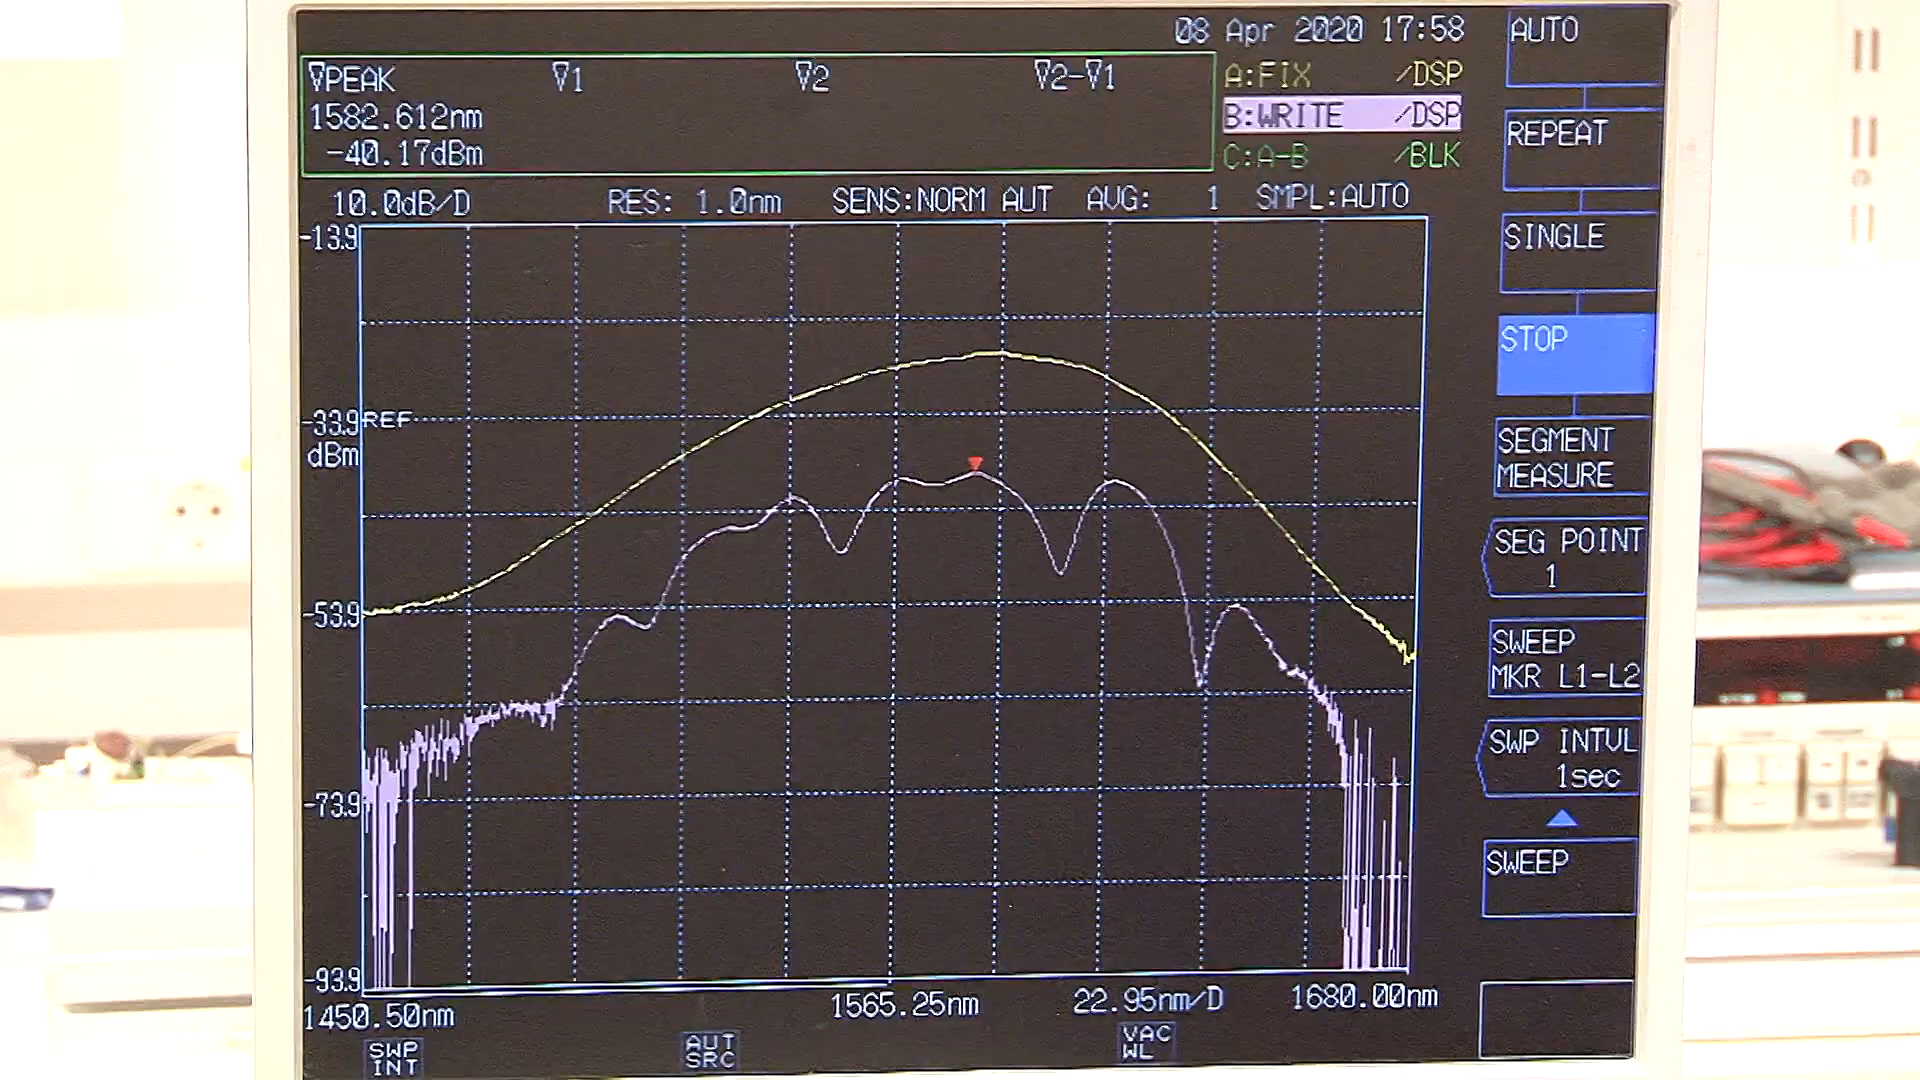 08 Apr 2020 17:58
▽PEAK ▽1 ▽2 ▽2-▽1
1582.612nm
-40.17dBm
A:FIX /DSP
B:WRITE /DSP
C:A-B /BLK
10.0dB/D RES: 1.0nm SENS:NORM AUT AVG: 1 SMPL:AUTO
-13.9
-33.9 REF
dBm
-53.9
-73.9
-93.9
1450.50nm 1565.25nm 22.95nm/D 1680.00nm
SWP
INT
AUT
SRC
VAC
WL
AUTO
REPEAT
SINGLE
STOP
SEGMENT
MEASURE
SEG POINT
1
SWEEP
MKR L1-L2
SWP INTVL
1sec
SWEEP